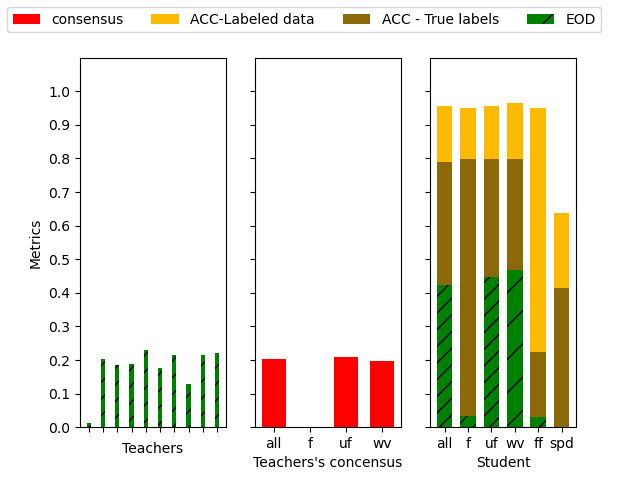 consensus ACC-Labeled data ACC - True labels EOD
Metrics
1.0
0.9
0.8
0.7
0.6
0.5
0.4
0.3
0.2
0.1
0.0
all f uf wv
all f uf wv ff spd
Teachers
Teachers's concensus
Student